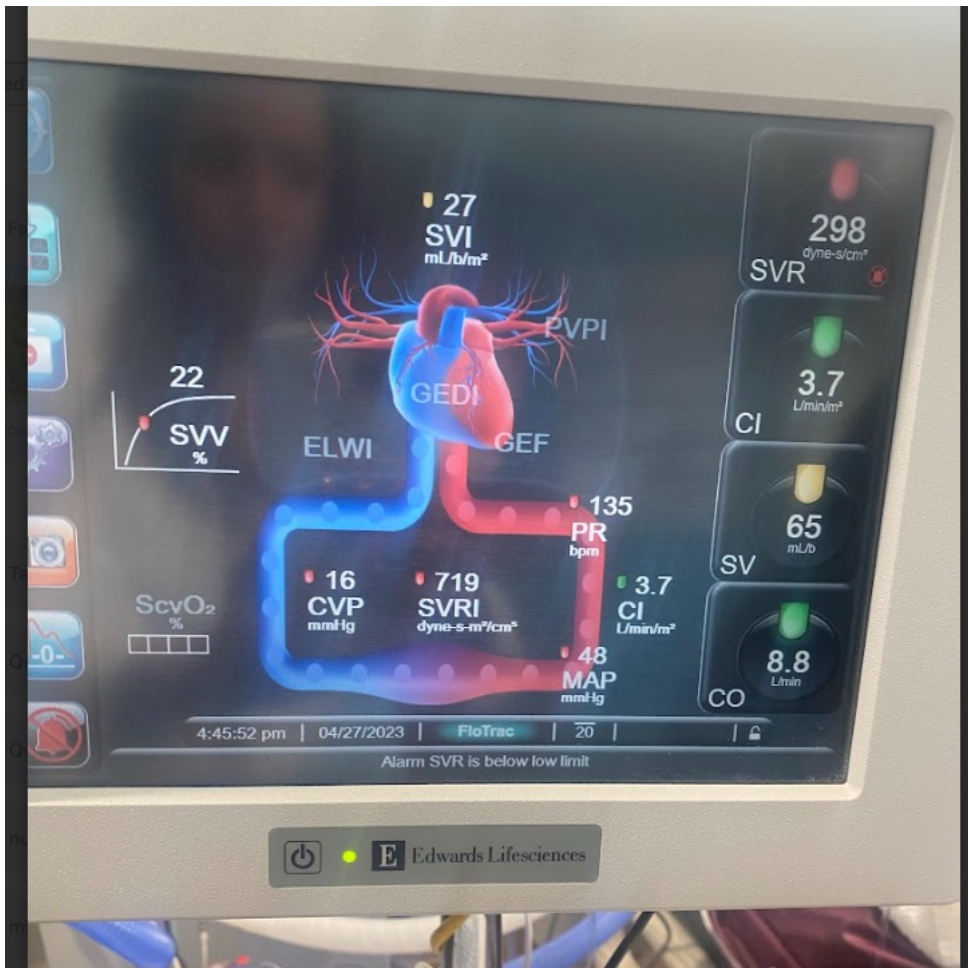 27
SVI
mL/b/m²
298
dyne-s/cm⁵
SVR
PVPI
22
SVV
%
GEDI
3.7
L/min/m²
CI
ELWI
GEF
135
PR
bpm
65
mL/b
SV
16
CVP
mmHg
719
SVRI
dyne-s-m²/cm⁵
3.7
CI
L/min/m²
ScvO₂
%
48
MAP
mmHg
8.8
L/min
CO
-0-
4:45:52 pm | 04/27/2023 | FloTrac | 20 | |
Alarm SVR is below low limit
E Edwards Lifesciences